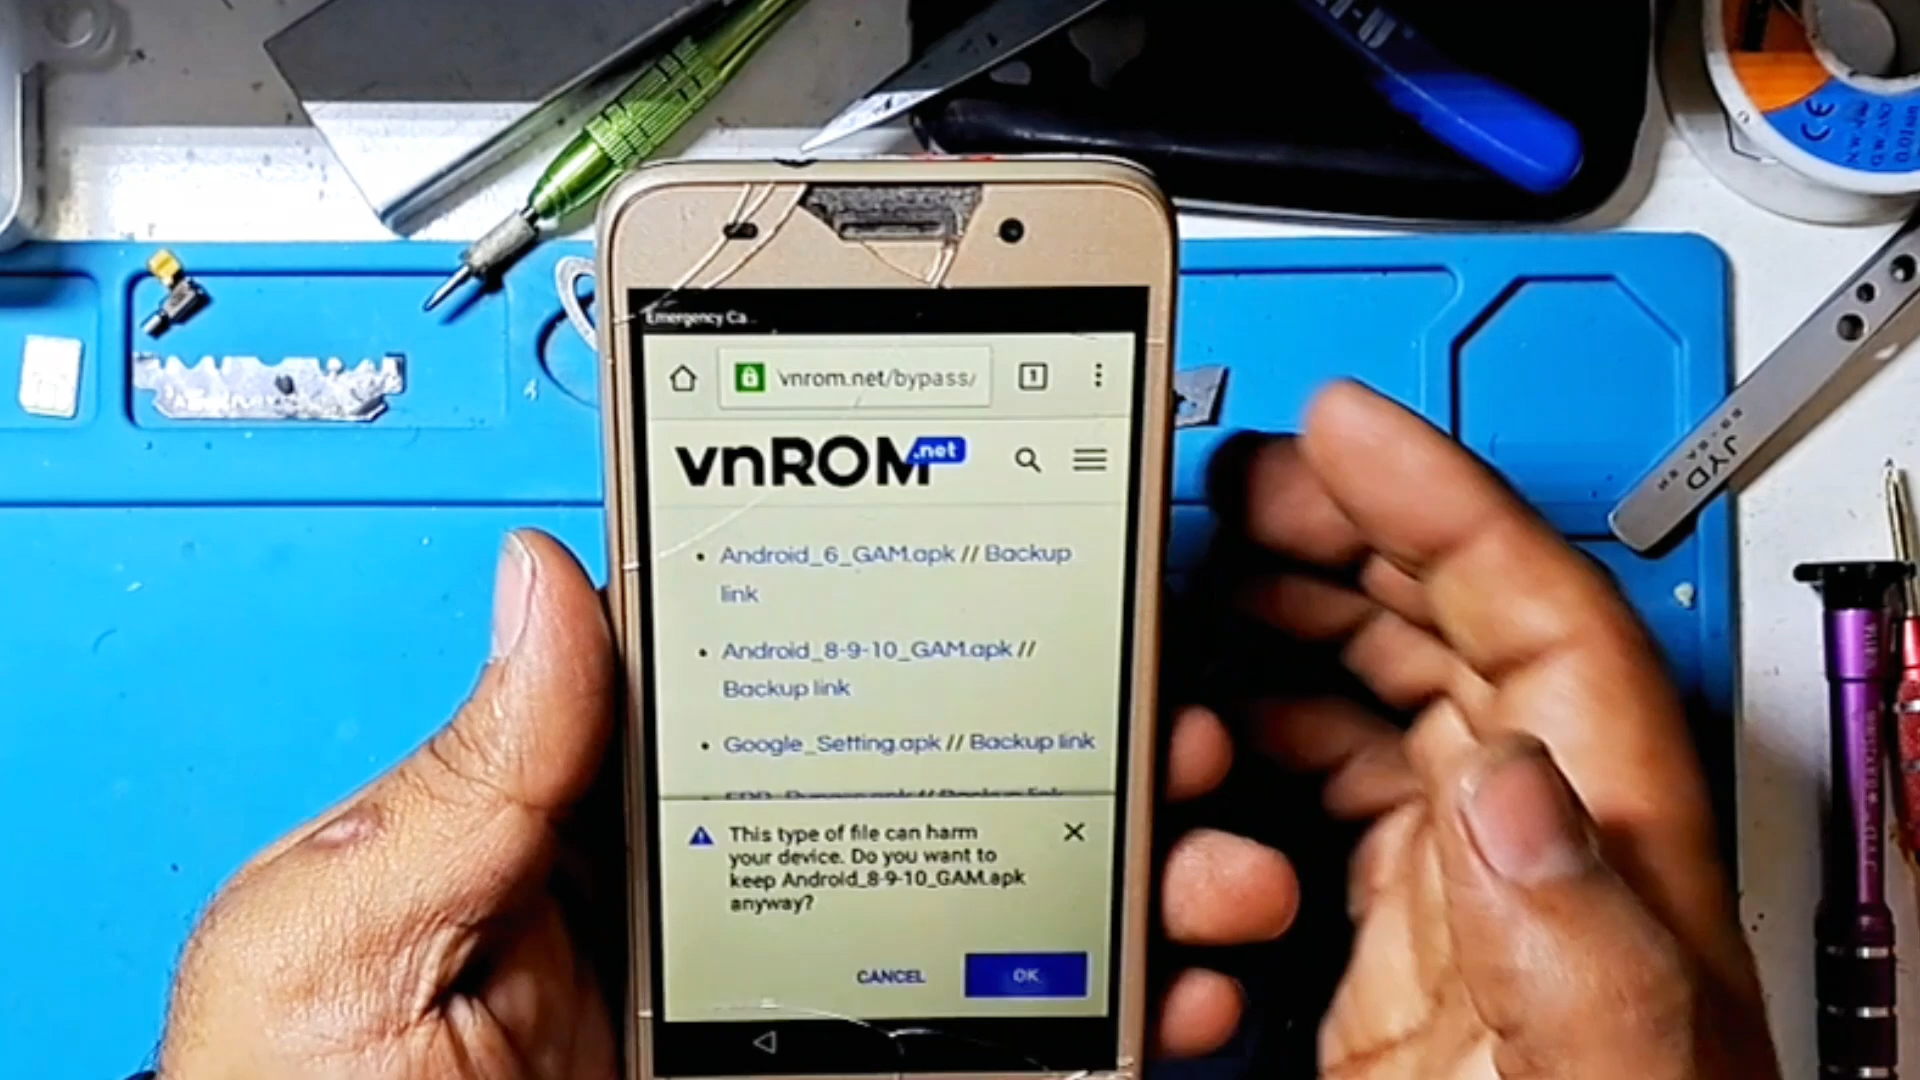 Emergency Ca
vnrom.net/bypass/
1
vnROM.net
Android_6_GAM.apk // Backup
link
Android_8-9-10_GAM.apk //
Backup link
Google_Setting.apk // Backup link
This type of file can harm
your device. Do you want to
keep Android_8-9-10_GAM.apk
anyway?
CANCEL
OK
CE
JYD